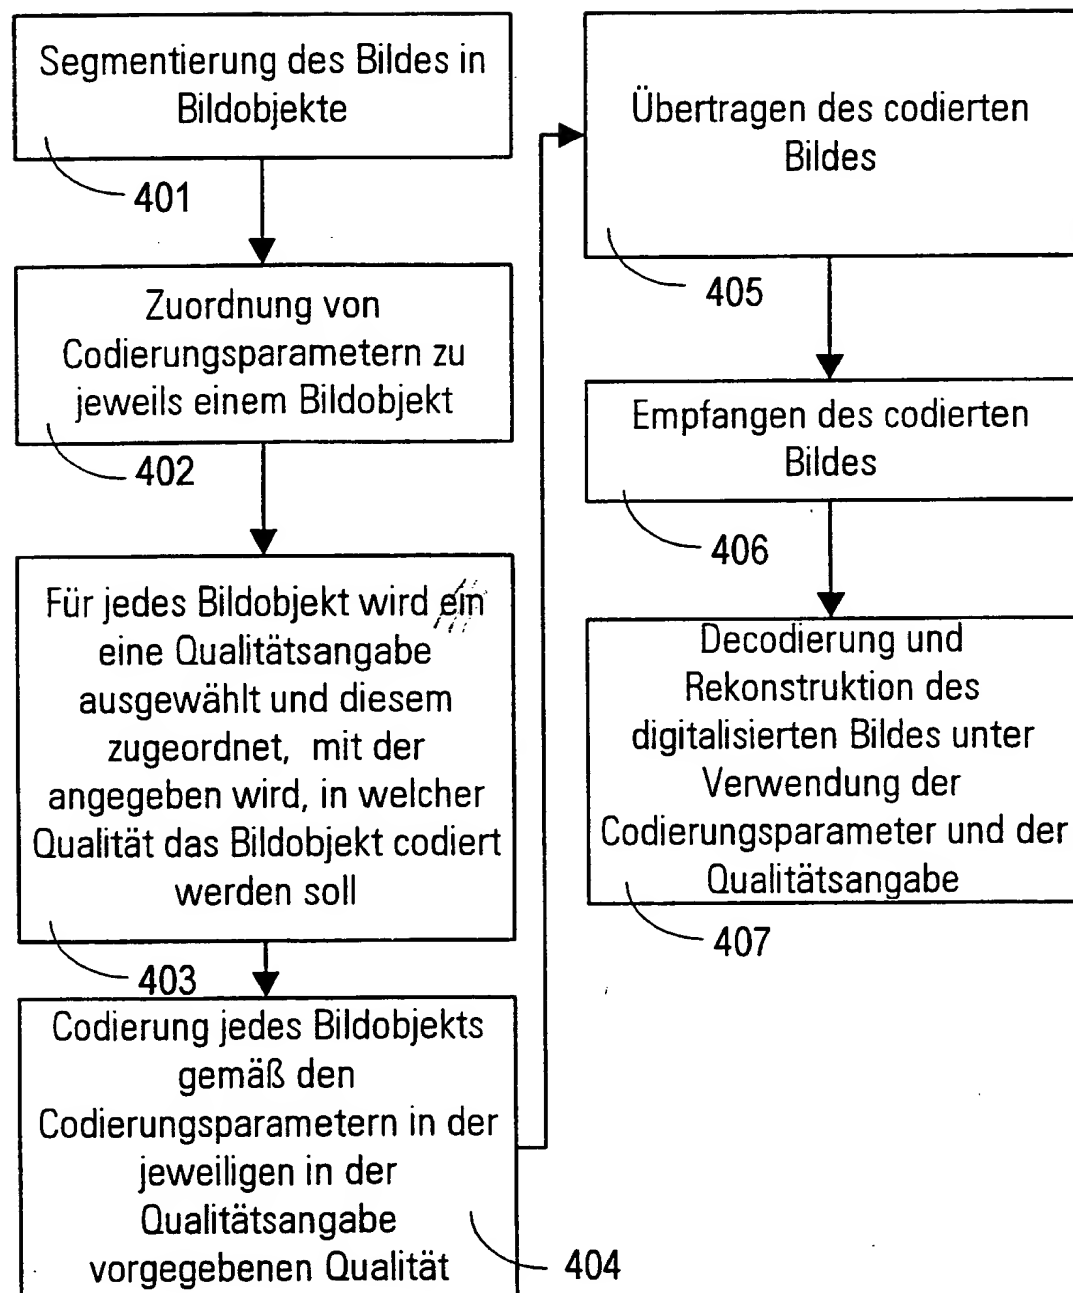 Segmentierung des Bildes in
Bildobjekte
401
Zuordnung von
Codierungsparametern zu
jeweils einem Bildobjekt
402
Für jedes Bildobjekt wird ein
eine Qualitätsangabe
ausgewählt und diesem
zugeordnet, mit der
angegeben wird, in welcher
Qualität das Bildobjekt codiert
werden soll
403
Codierung jedes Bildobjekts
gemäß den
Codierungsparametern in der
jeweiligen in der
Qualitätsangabe
vorgegebenen Qualität
404
Übertragen des codierten
Bildes
405
Empfangen des codierten
Bildes
406
Decodierung und
Rekonstruktion des
digitalisierten Bildes unter
Verwendung der
Codierungsparameter und der
Qualitätsangabe
407